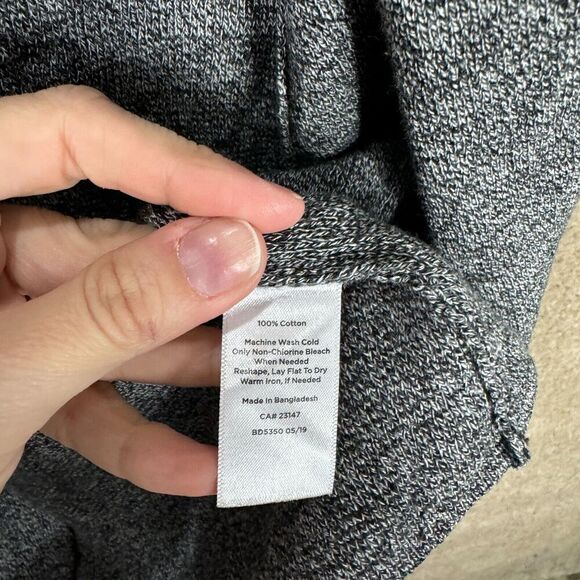 100% Cotton
Machine Wash Cold
Only Non-Chlorine Bleach
When Needed
Reshape, Lay Flat To Dry
Warm Iron, If Needed
Made in Bangladesh
CA# 23147
BD5350 05/19